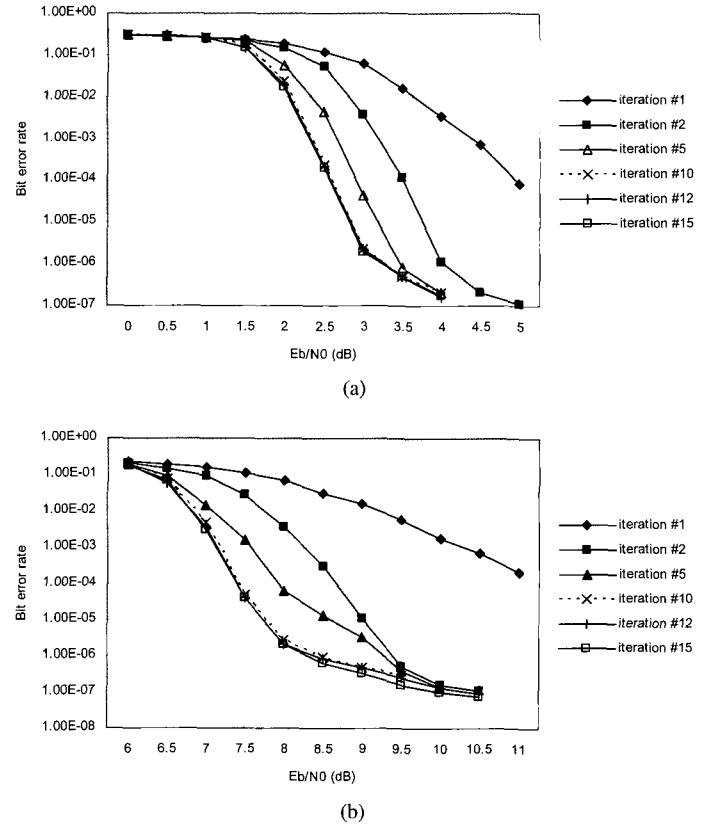 1.00E+00
1.00E-01
1.00E-02
1.00E-03
1.00E-04
1.00E-05
1.00E-06
1.00E-07
Bit error rate
0 0.5 1 1.5 2 2.5 3 3.5 4 4.5 5
Eb/N0 (dB)
iteration #1
iteration #2
iteration #5
iteration #10
iteration #12
iteration #15
(a)
1.00E+00
1.00E-01
1.00E-02
1.00E-03
1.00E-04
1.00E-05
1.00E-06
1.00E-07
1.00E-08
Bit error rate
6 6.5 7 7.5 8 8.5 9 9.5 10 10.5 11
Eb/N0 (dB)
iteration #1
iteration #2
iteration #5
iteration #10
iteration #12
iteration #15
(b)